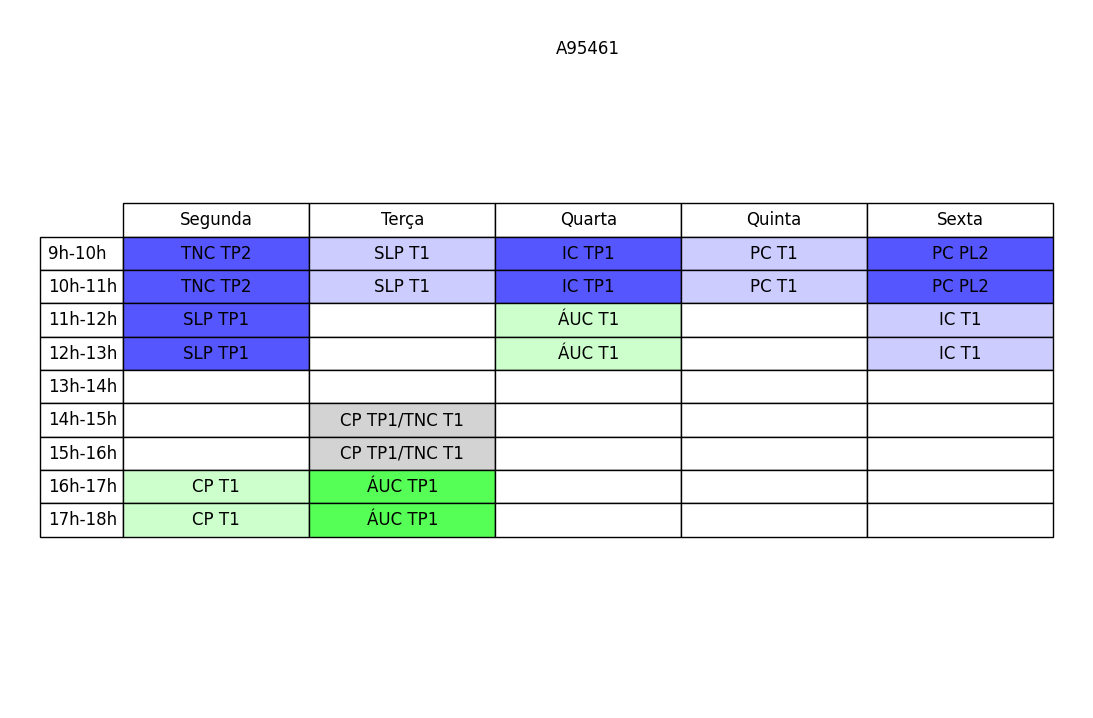 A95461
Segunda Terça Quarta Quinta Sexta
9h-10h TNC TP2 SLP T1 IC TP1 PC T1 PC PL2
10h-11h TNC TP2 SLP T1 IC TP1 PC T1 PC PL2
11h-12h SLP TP1 ÁUC T1 IC T1
12h-13h SLP TP1 ÁUC T1 IC T1
13h-14h
14h-15h CP TP1/TNC T1
15h-16h CP TP1/TNC T1
16h-17h CP T1 ÁUC TP1
17h-18h CP T1 ÁUC TP1